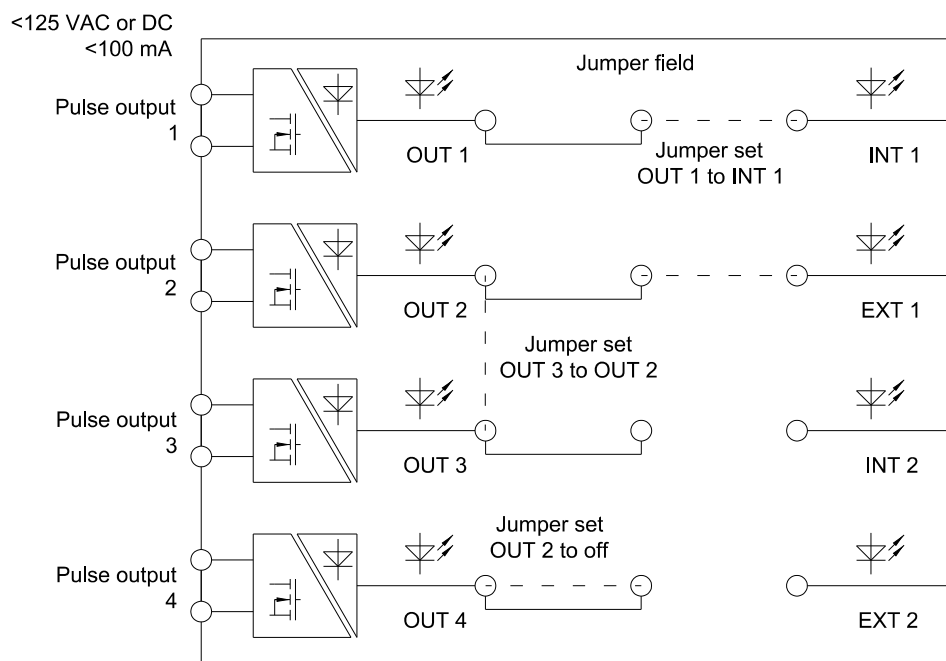 <125 VAC or DC
<100 mA
Jumper field
Pulse output
1
OUT 1
Jumper set
OUT 1 to INT 1
INT 1
Pulse output
2
OUT 2
EXT 1
Jumper set
OUT 3 to OUT 2
Pulse output
3
OUT 3
INT 2
Jumper set
OUT 2 to off
Pulse output
4
OUT 4
EXT 2